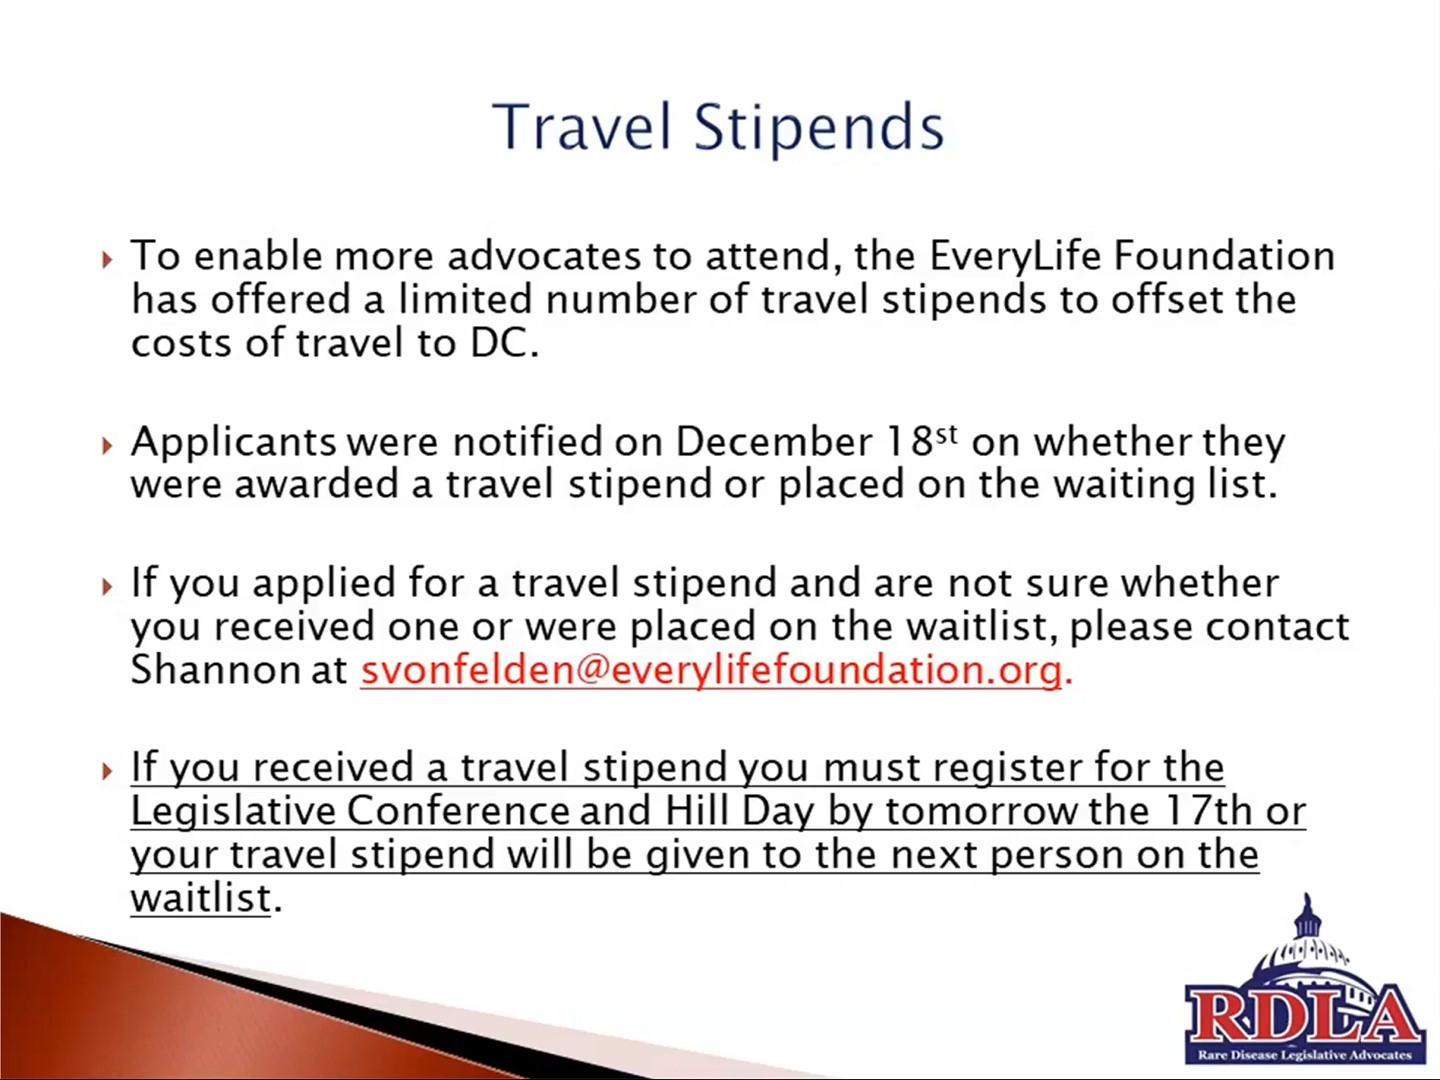 Travel Stipends
To enable more advocates to attend, the EveryLife Foundation
has offered a limited number of travel stipends to offset the
costs of travel to DC.
Applicants were notified on December 18st on whether they
were awarded a travel stipend or placed on the waiting list.
If you applied for a travel stipend and are not sure whether
you received one or were placed on the waitlist, please contact
Shannon at svonfelden@everylifefoundation.org.
If you received a travel stipend you must register for the
Legislative Conference and Hill Day by tomorrow the 17th or
your travel stipend will be given to the next person on the
waitlist.
RDLA
Rare Disease Legislative Advocates